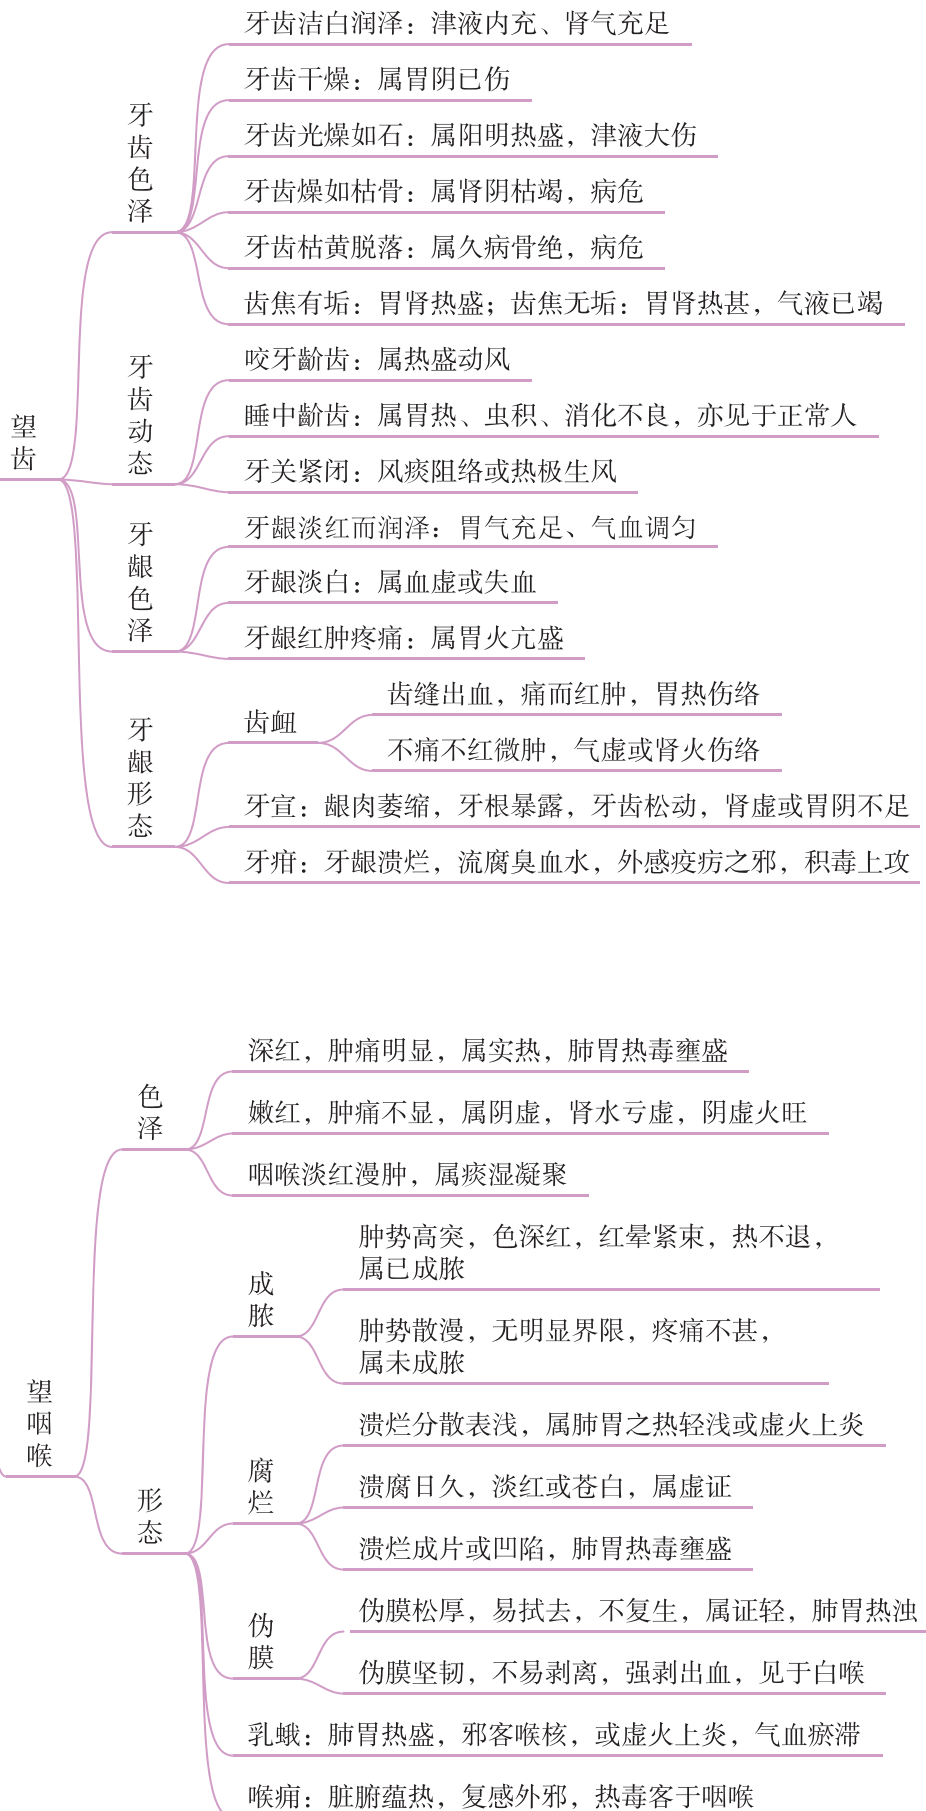 望齿
牙齿色泽
牙齿洁白润泽：津液内充、肾气充足
牙齿干燥：属胃阴已伤
牙齿光燥如石：属阳明热盛，津液大伤
牙齿燥如枯骨：属肾阴枯竭，病危
牙齿枯黄脱落：属久病骨绝，病危
齿焦有垢：胃肾热盛；齿焦无垢：胃肾热甚，气液已竭
牙齿动态
咬牙齘齿：属热盛动风
睡中齘齿：属胃热、虫积、消化不良，亦见于正常人
牙关紧闭：风痰阻络或热极生风
牙龈色泽
牙龈淡红而润泽：胃气充足、气血调匀
牙龈淡白：属血虚或失血
牙龈红肿疼痛：属胃火亢盛
牙龈形态
齿衄
齿缝出血，痛而红肿，胃热伤络
不痛不红微肿，气虚或肾火伤络
牙宣：龈肉萎缩，牙根暴露，牙齿松动，肾虚或胃阴不足
牙疳：牙龈溃烂，流腐臭血水，外感疫疠之邪，积毒上攻
望咽喉
色泽
深红，肿痛明显，属实热，肺胃热毒壅盛
嫩红，肿痛不显，属阴虚，肾水亏虚，阴虚火旺
咽喉淡红漫肿，属痰湿凝聚
形态
成脓
肿势高突，色深红，红晕紧束，热不退，
属已成脓
肿势散漫，无明显界限，疼痛不甚，
属未成脓
腐烂
溃烂分散表浅，属肺胃之热轻浅或虚火上炎
溃腐日久，淡红或苍白，属虚证
溃烂成片或凹陷，肺胃热毒壅盛
伪膜
伪膜松厚，易拭去，不复生，属证轻，肺胃热浊
伪膜坚韧，不易剥离，强剥出血，见于白喉
乳蛾：肺胃热盛，邪客喉核，或虚火上炎，气血瘀滞
喉痈：脏腑蕴热，复感外邪，热毒客于咽喉